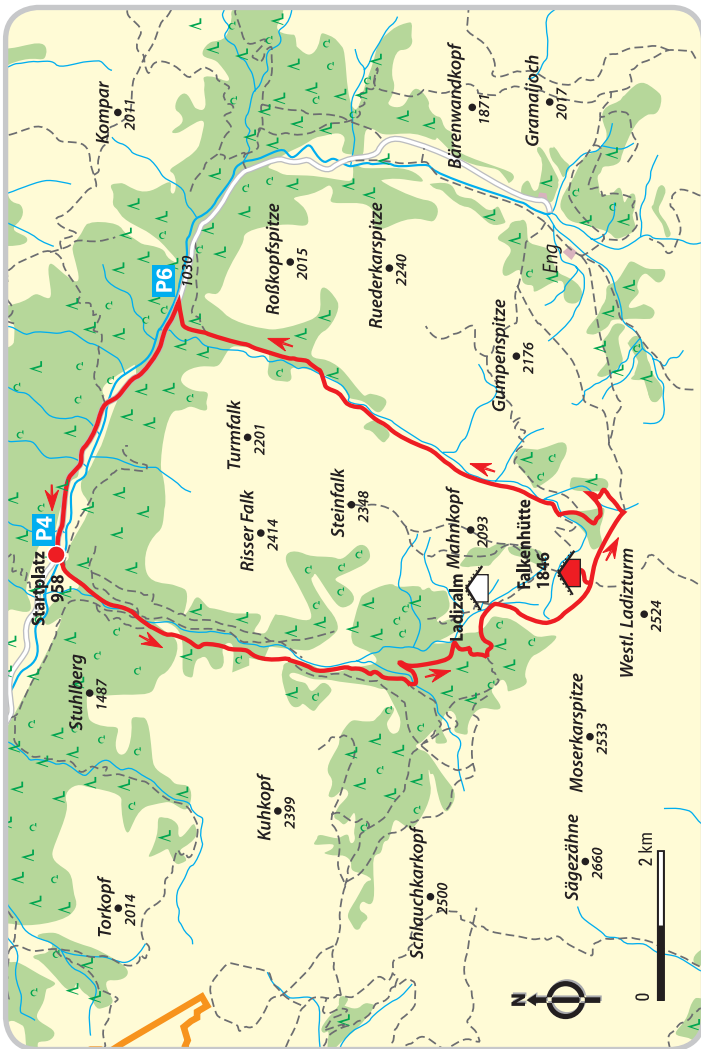 Kompar
2011
Bärenwandkopf
1871
Gramaijoch
2017
P6
1030
Roßkopfspitze
2015
Ruederkarspitze
2240
Eng
Gumpenspitze
2176
Turmfalk
2201
Risser Falk
2414
Steinfalk
2348
Mahnkopf
2093
P4
Startplatz
958
Falkenhütte
1846
Ladizalm
Westl. Ladizturm
2524
Stuhlberg
1487
Moserkarspitze
2533
Kuhkopf
2399
Sägezähne
2660
Schlauchkarkopf
2500
Torkopf
2014
0
2 km
N